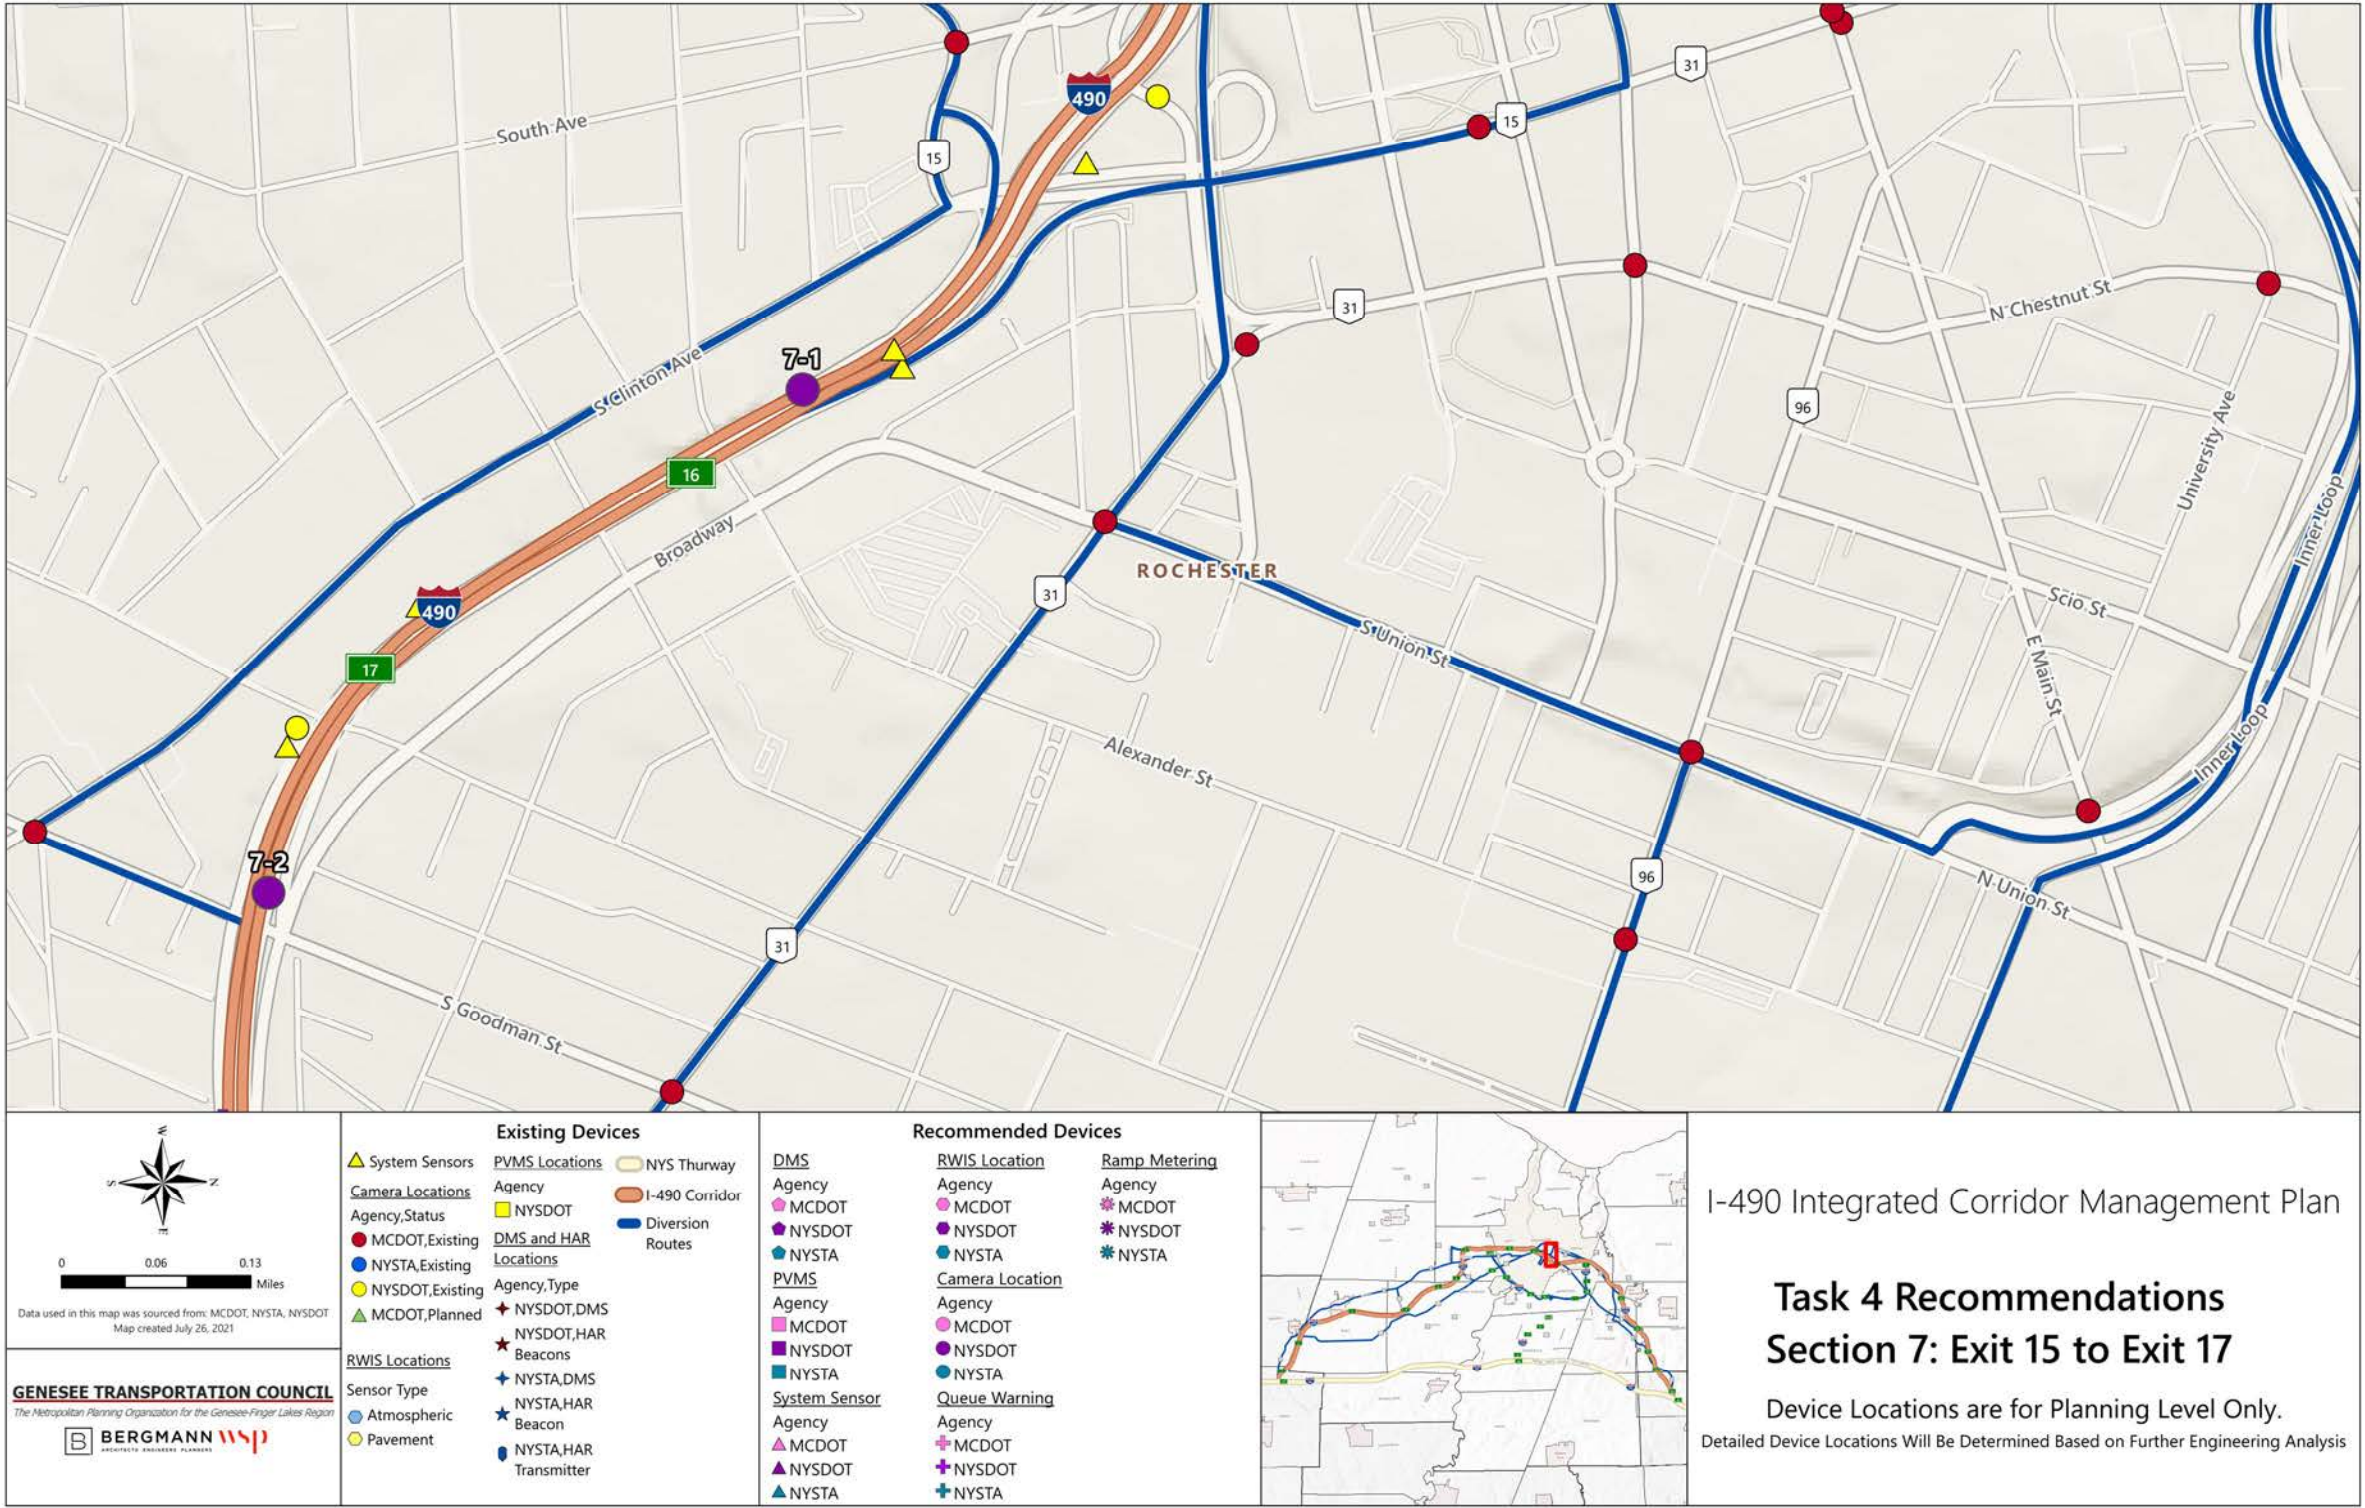 490
31
15
South Ave
15
N Chestnut St
31
7-1
S Clinton Ave
96
University Ave
16
Inner Loop
Broadway
ROCHESTER
31
490
Scio St
S Union St
E Main St
17
Inner Loop
Alexander St
7-2
96
N Union St
31
S Goodman St
W
S
N
E
0 0.06 0.13
Miles
Data used in this map was sourced from: MCDOT, NYSTA, NYSDOT
Map created July 26, 2021
GENESEE TRANSPORTATION COUNCIL
The Metropolitan Planning Organization for the Genesee-Finger Lakes Region
B BERGMANN
ARCHITECTS ENGINEERS PLANNERS
wsp
Existing Devices
System Sensors
Camera Locations
Agency,Status
MCDOT,Existing
NYSTA,Existing
NYSDOT,Existing
MCDOT,Planned
RWIS Locations
Sensor Type
Atmospheric
Pavement
PVMS Locations
Agency
NYSDOT
DMS and HAR
Locations
Agency,Type
NYSDOT,DMS
NYSDOT,HAR
Beacons
NYSTA,DMS
NYSTA,HAR
Beacon
NYSTA,HAR
Transmitter
NYS Thurway
I-490 Corridor
Diversion
Routes
Recommended Devices
DMS
Agency
MCDOT
NYSDOT
NYSTA
PVMS
Agency
MCDOT
NYSDOT
NYSTA
System Sensor
Agency
MCDOT
NYSDOT
NYSTA
RWIS Location
Agency
MCDOT
NYSDOT
NYSTA
Camera Location
Agency
MCDOT
NYSDOT
NYSTA
Queue Warning
Agency
MCDOT
NYSDOT
NYSTA
Ramp Metering
Agency
MCDOT
NYSDOT
NYSTA
I-490 Integrated Corridor Management Plan
Task 4 Recommendations
Section 7: Exit 15 to Exit 17
Device Locations are for Planning Level Only.
Detailed Device Locations Will Be Determined Based on Further Engineering Analysis